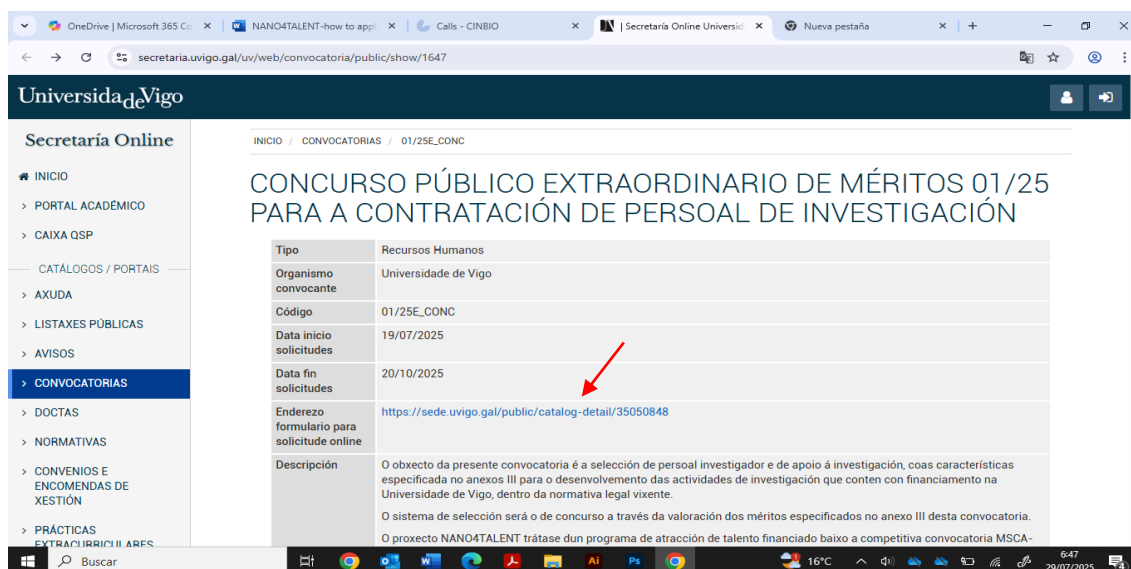 OneDrive | Microsoft 365 Co
NANO4TALENT-how to appl
Calls - CINBIO
| Secretaría Online Universid
Nueva pestaña
secretaria.uvigo.gal/uv/web/convocatoria/public/show/1647
UniversidadeVigo
Secretaría Online
INICIO
PORTAL ACADÉMICO
CAIXA QSP
CATÁLOGOS / PORTAIS
AXUDA
LISTAXES PÚBLICAS
AVISOS
CONVOCATORIAS
DOCTAS
NORMATIVAS
CONVENIOS E
ENCOMENDAS DE
XESTIÓN
PRÁCTICAS
EXTRACURRICULARES
INICIO / CONVOCATORIAS / 01/25E_CONC
CONCURSO PÚBLICO EXTRAORDINARIO DE MÉRITOS 01/25
PARA A CONTRATACIÓN DE PERSOAL DE INVESTIGACIÓN
Tipo Recursos Humanos
Organismo Universidade de Vigo
convocante
Código 01/25E_CONC
Data inicio 19/07/2025
solicitudes
Data fin 20/10/2025
solicitudes
Enderezo https://sede.uvigo.gal/public/catalog-detail/35050848
formulario para
solicitude online
Descripción O obxecto da presente convocatoria é a selección de persoal investigador e de apoio á investigación, coas características
especificada no anexos III para o desenvolvemento das actividades de investigación que conten con financiamento na
Universidade de Vigo, dentro da normativa legal vixente.
O sistema de selección será o de concurso a través da valoración dos méritos especificados no anexo III desta convocatoria.
O proxecto NANO4TALENT trátase dun programa de atracción de talento financiado baixo a competitiva convocatoria MSCA-
Buscar
Ai
Ps
16°C
6:47
29/07/2025
4